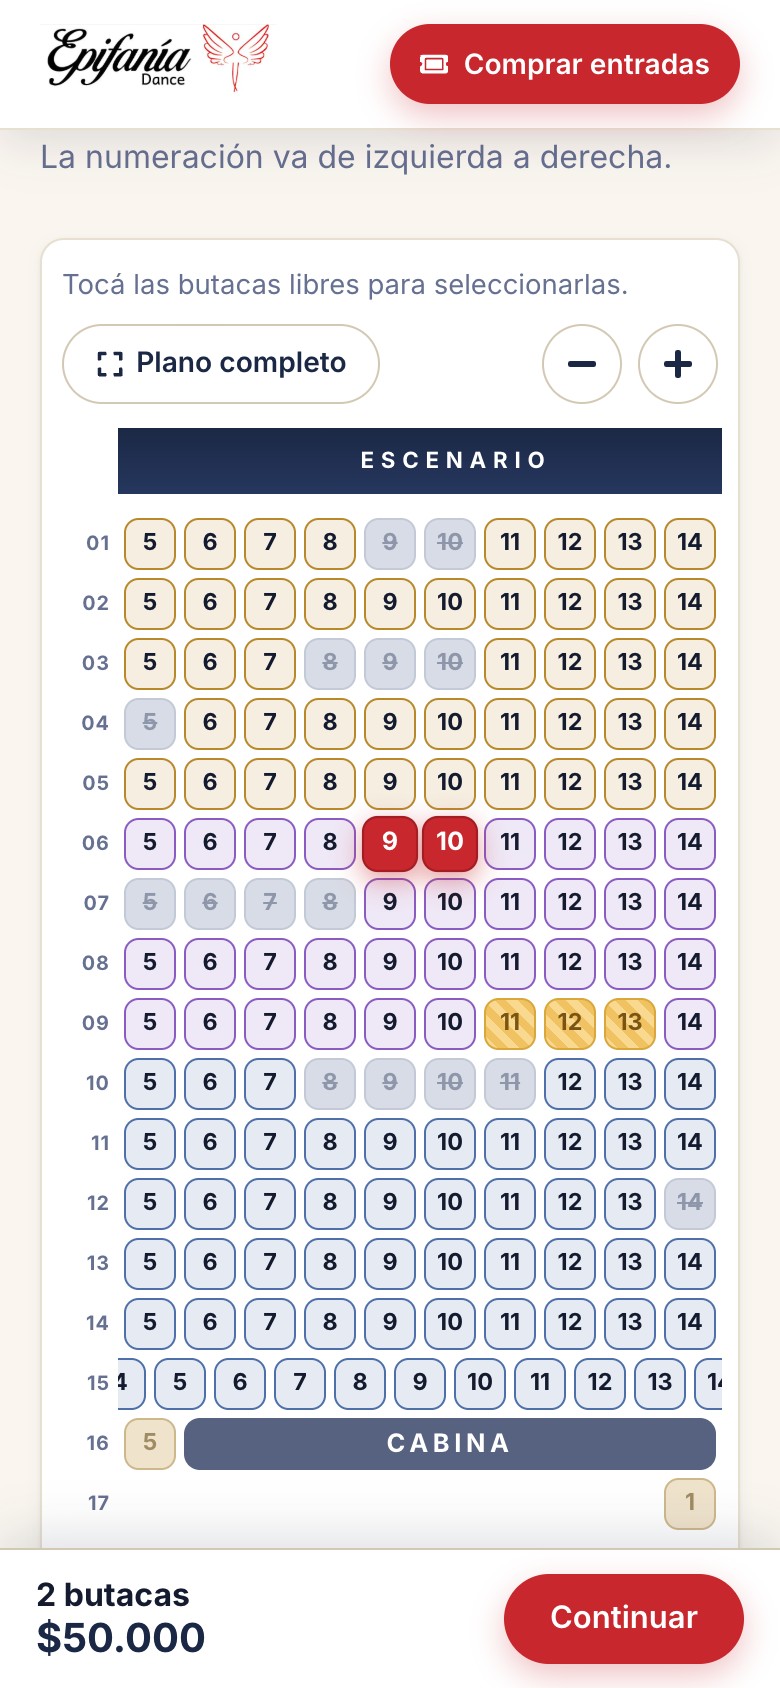 Epifanía
Dance
Comprar entradas
La numeración va de izquierda a derecha.
Tocá las butacas libres para seleccionarlas.
Plano completo
ESCENARIO
01 5 6 7 8 9 10 11 12 13 14
02 5 6 7 8 9 10 11 12 13 14
03 5 6 7 8 9 10 11 12 13 14
04 5 6 7 8 9 10 11 12 13 14
05 5 6 7 8 9 10 11 12 13 14
06 5 6 7 8 9 10 11 12 13 14
07 5 6 7 8 9 10 11 12 13 14
08 5 6 7 8 9 10 11 12 13 14
09 5 6 7 8 9 10 11 12 13 14
10 5 6 7 8 9 10 11 12 13 14
11 5 6 7 8 9 10 11 12 13 14
12 5 6 7 8 9 10 11 12 13 14
13 5 6 7 8 9 10 11 12 13 14
14 5 6 7 8 9 10 11 12 13 14
15 4 5 6 7 8 9 10 11 12 13 14
16 5 CABINA
17 1
2 butacas
$50.000
Continuar